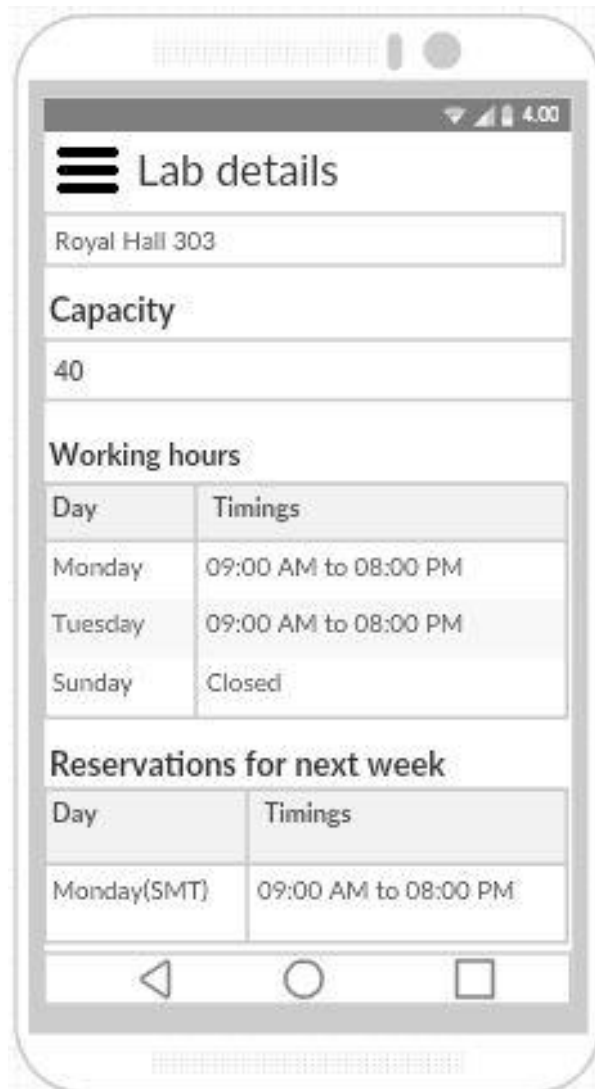 4.00
Lab details
Royal Hall 303
Capacity
40
Working hours
Day Timings
Monday 09:00 AM to 08:00 PM
Tuesday 09:00 AM to 08:00 PM
Sunday Closed
Reservations for next week
Day Timings
Monday(SMT) 09:00 AM to 08:00 PM